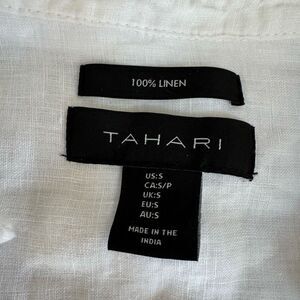 100% LINEN
TAHARI
US:S
CA:S/P
UK:S
EU:S
AU:S
MADE IN THE
INDIA